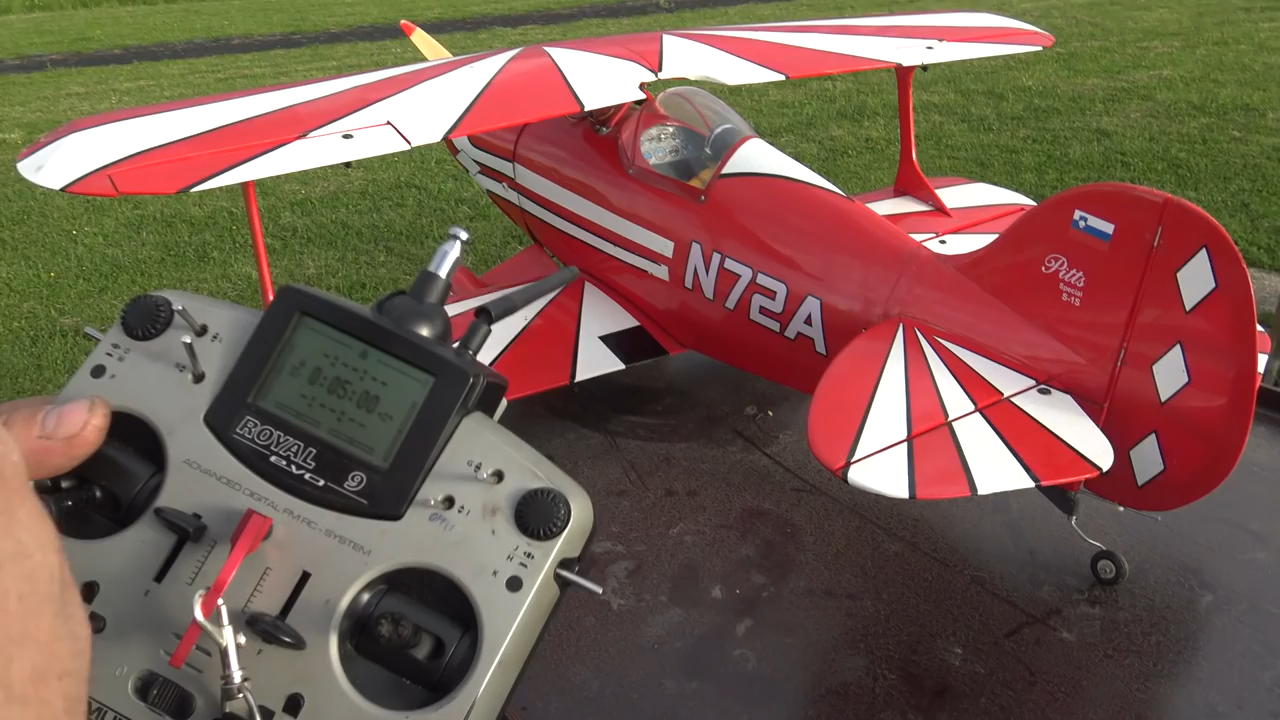 N72A
Pitts
Special
S-1S
0:05:00
ROYAL
evo 9
ADVANCED DIGITAL FM RC-SYSTEM